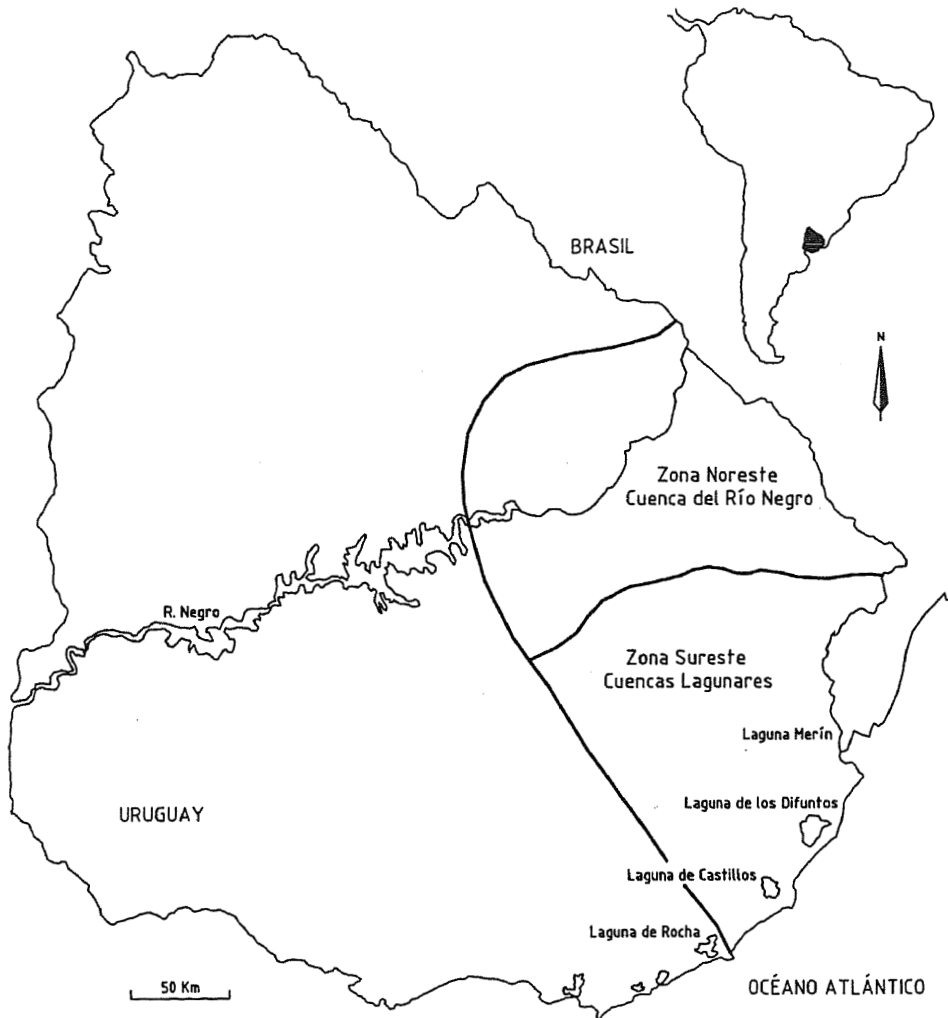 BRASIL
N
Zona Noreste
Cuenca del Río Negro
R. Negro
Zona Sureste
Cuencas Lagunares
Laguna Merín
Laguna de los Difuntos
URUGUAY
Laguna de Castillos
Laguna de Rocha
50 Km
OCÉANO ATLÁNTICO